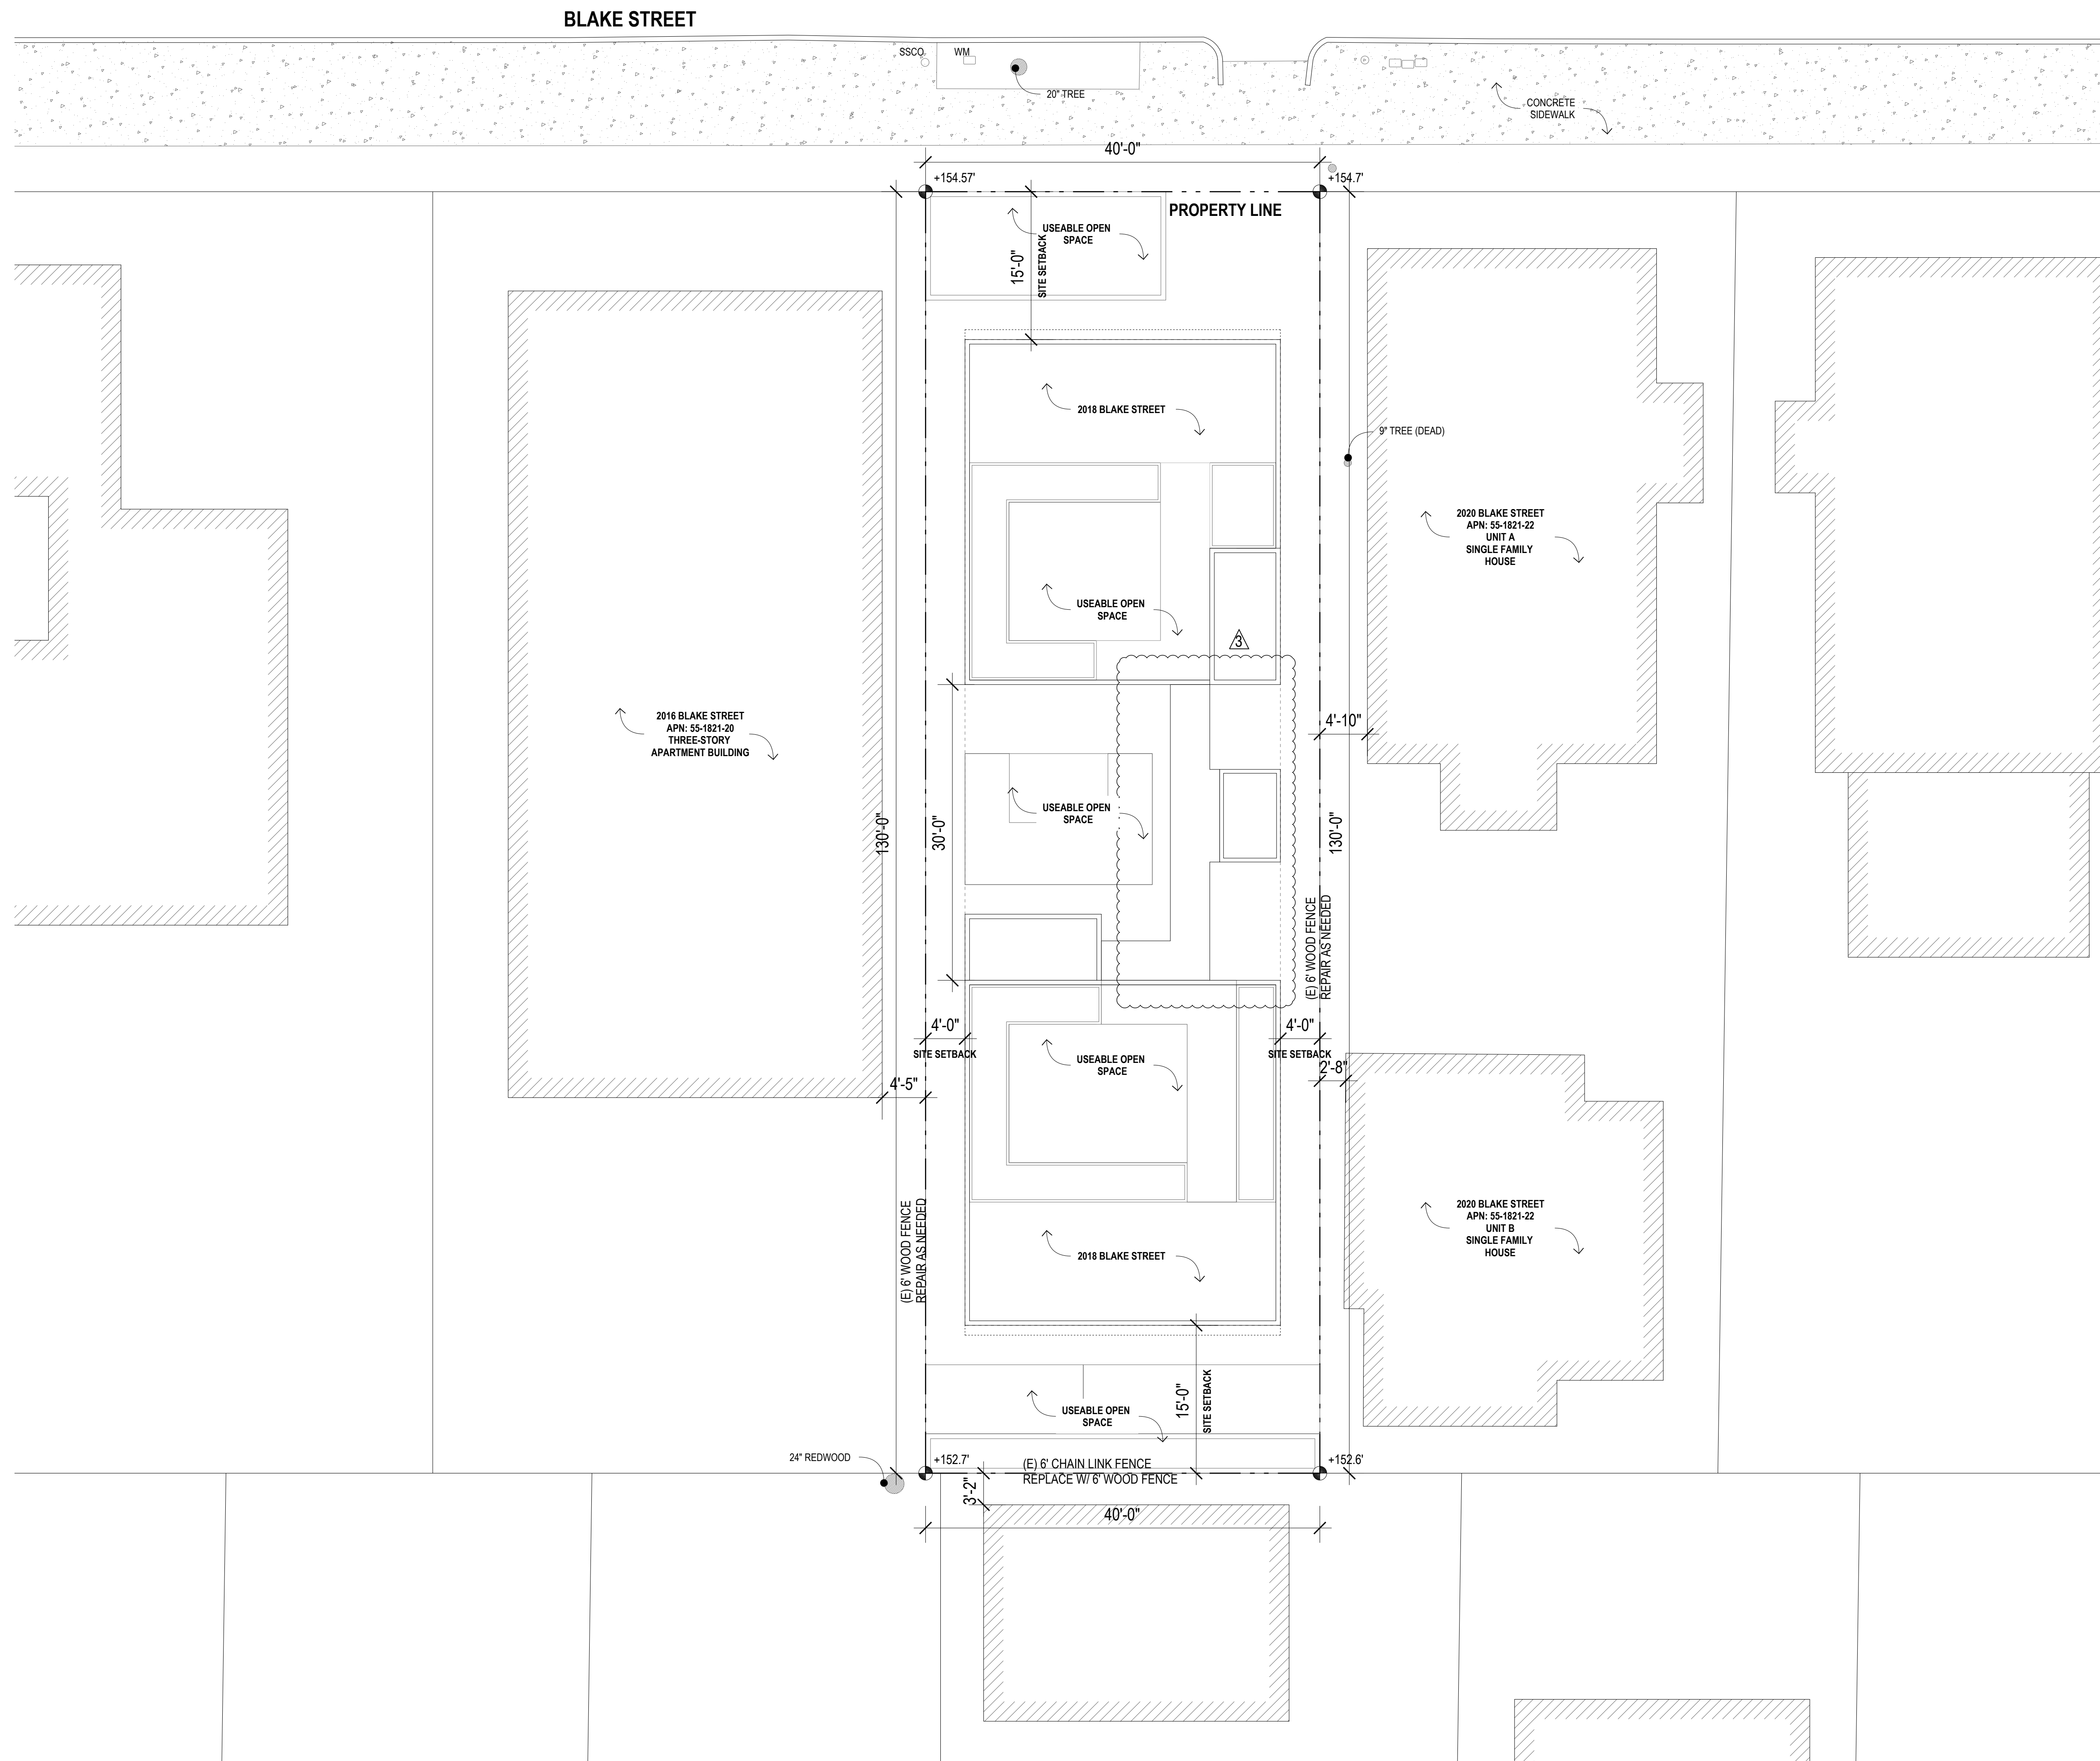 BLAKE STREET
SSCO
WM
20" TREE
CONCRETE
SIDEWALK
40'-0"
+154.57'
+154.7'
PROPERTY LINE
USEABLE OPEN
SPACE
15'-0"
SITE SETBACK
2018 BLAKE STREET
9" TREE (DEAD)
2020 BLAKE STREET
APN: 55-1821-22
UNIT A
SINGLE FAMILY
HOUSE
USEABLE OPEN
SPACE
3
2016 BLAKE STREET
APN: 55-1821-20
THREE-STORY
APARTMENT BUILDING
4'-10"
130'-0"
30'-0"
USEABLE OPEN
SPACE
130'-0"
(E) 6' WOOD FENCE
REPAIR AS NEEDED
4'-0"
SITE SETBACK
4'-0"
SITE SETBACK
USEABLE OPEN
SPACE
2'-8"
4'-5"
(E) 6' WOOD FENCE
REPAIR AS NEEDED
2018 BLAKE STREET
2020 BLAKE STREET
APN: 55-1821-22
UNIT B
SINGLE FAMILY
HOUSE
15'-0"
SITE SETBACK
USEABLE OPEN
SPACE
24" REDWOOD
+152.7'
(E) 6' CHAIN LINK FENCE
REPLACE W/ 6' WOOD FENCE
+152.6'
3'-2"
40'-0"